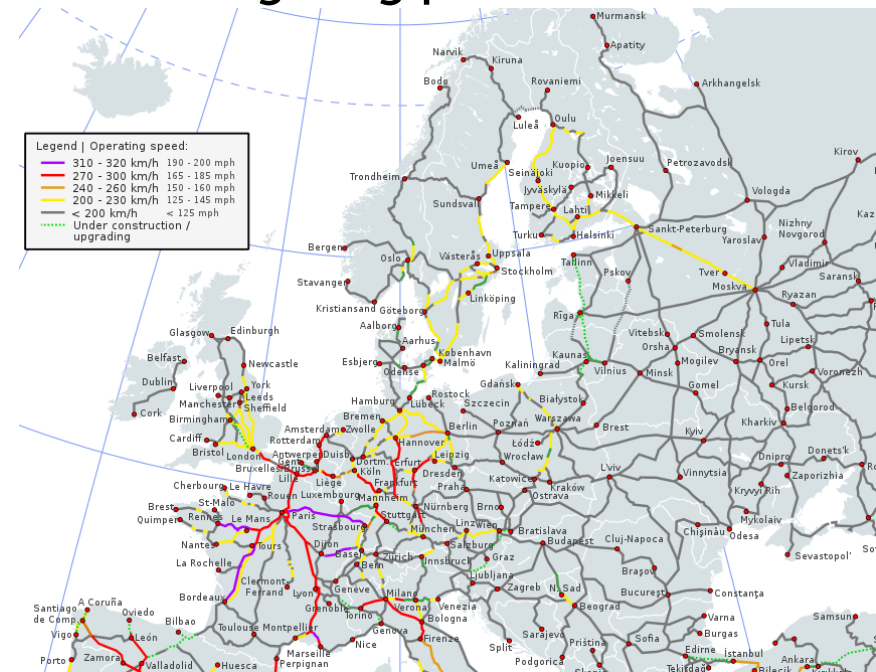 Murmansk
Apatity
Narvik
Kiruna
Bodø
Rovaniemi
Arkhangelsk
Luleå
Oulu
Legend | Operating speed:
310 - 320 km/h 190 - 200 mph
270 - 300 km/h 165 - 185 mph
240 - 260 km/h 150 - 160 mph
200 - 230 km/h 125 - 145 mph
< 200 km/h < 125 mph
Under construction /
upgrading
Umeå
Seinäjoki
Kuopio
Joensuu
Petrozavodsk
Kirov
Trondheim
Jyväskylä
Mikkeli
Vologda
Sundsvall
Tampere
Lahti
Turku
Helsinki
Sankt-Peterburg
Yaroslav
Nizhny
Novgorod
Kaz
Bergen
Oslo
Västerås
Uppsala
Stockholm
Tallinn
Pskov
Tver
Moskva
Vladimir
Saransk
Stavanger
Linköping
Ryazan
Kristiansand
Göteborg
Aalborg
Rīga
Tula
Glasgow
Edinburgh
Aarhus
Vitebsk
Orsha
Smolensk
Lipetsk
Belfast
Newcastle
Esbjerg
Odense
København
Malmö
Kaliningrad
Kaunas
Vilnius
Minsk
Mogilev
Bryansk
Orel
Voronezh
Dublin
Liverpool
York
Leeds
Manchester
Sheffield
Gdańsk
Gomel
Kursk
Cork
Birmingham
Hamburg
Lübeck
Rostock
Szczecin
Białystok
Belgorod
Bremen
Amsterdam
Zwolle
Berlin
Poznań
Warszawa
Brest
Kyiv
Kharkiv
Cardiff
Bristol
London
Rotterdam
Hannover
Łódź
Antwerpen
Duisb
Dortm.
Erfurt
Leipzig
Wrocław
Dnipro
Donets'k
Ro
Gent
Bruxelles/Brussel
Köln
Dresden
Katowice
Kraków
L'viv
Vinnytsia
Zaporizhia
Lille
Liège
Frankfurt
Praha
Ostrava
Kryvyi Rih
Cherbourg
Le Havre
Rouen
Luxembourg
Mannheim
Brest
St-Malo
Nürnberg
Brno
Mykolaiv
Quimper
Rennes
Le Mans
Paris
Strasbourg
Stuttgart
München
Linz
Wien
Bratislava
Chişinău
Odesa
Nantes
Tours
Dijon
Basel
Zürich
Salzburg
Budapest
Cluj-Napoca
Sevastopol'
Sot
La Rochelle
Bern
Innsbruck
Graz
Clermont
Ferrand
Genève
Ljubljana
Braşov
Bordeaux
Lyon
Grenoble
Milano
Verona
Venezia
Zagreb
N. Sad
Beograd
Bucureşti
Constanţa
Santiago
de Comp.
A Coruña
Oviedo
Bilbao
Torino
Bologna
Varna
Samsun
Vigo
León
Toulouse
Montpellier
Genova
Firenze
Sarajevo
Sofia
Burgas
Marseille
Nice
Split
Priština
Edirne
İstanbul
Ankara
Porto
Zamora
Valladolid
Huesca
Perpignan
Podgorica
Tekirdağ
Bilecik